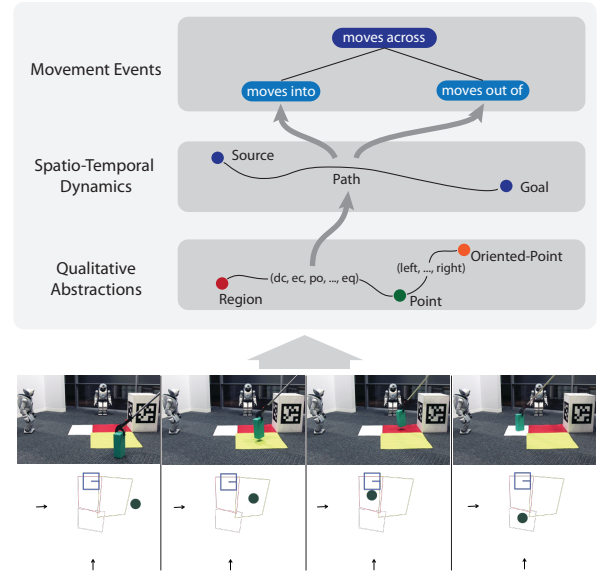 moves across
Movement Events
moves into
moves out of
Source
Spatio-Temporal
Dynamics
Path
Goal
Oriented-Point
(left, ..., right)
Qualitative
Abstractions
(dc, ec, po, ..., eq)
Region
Point